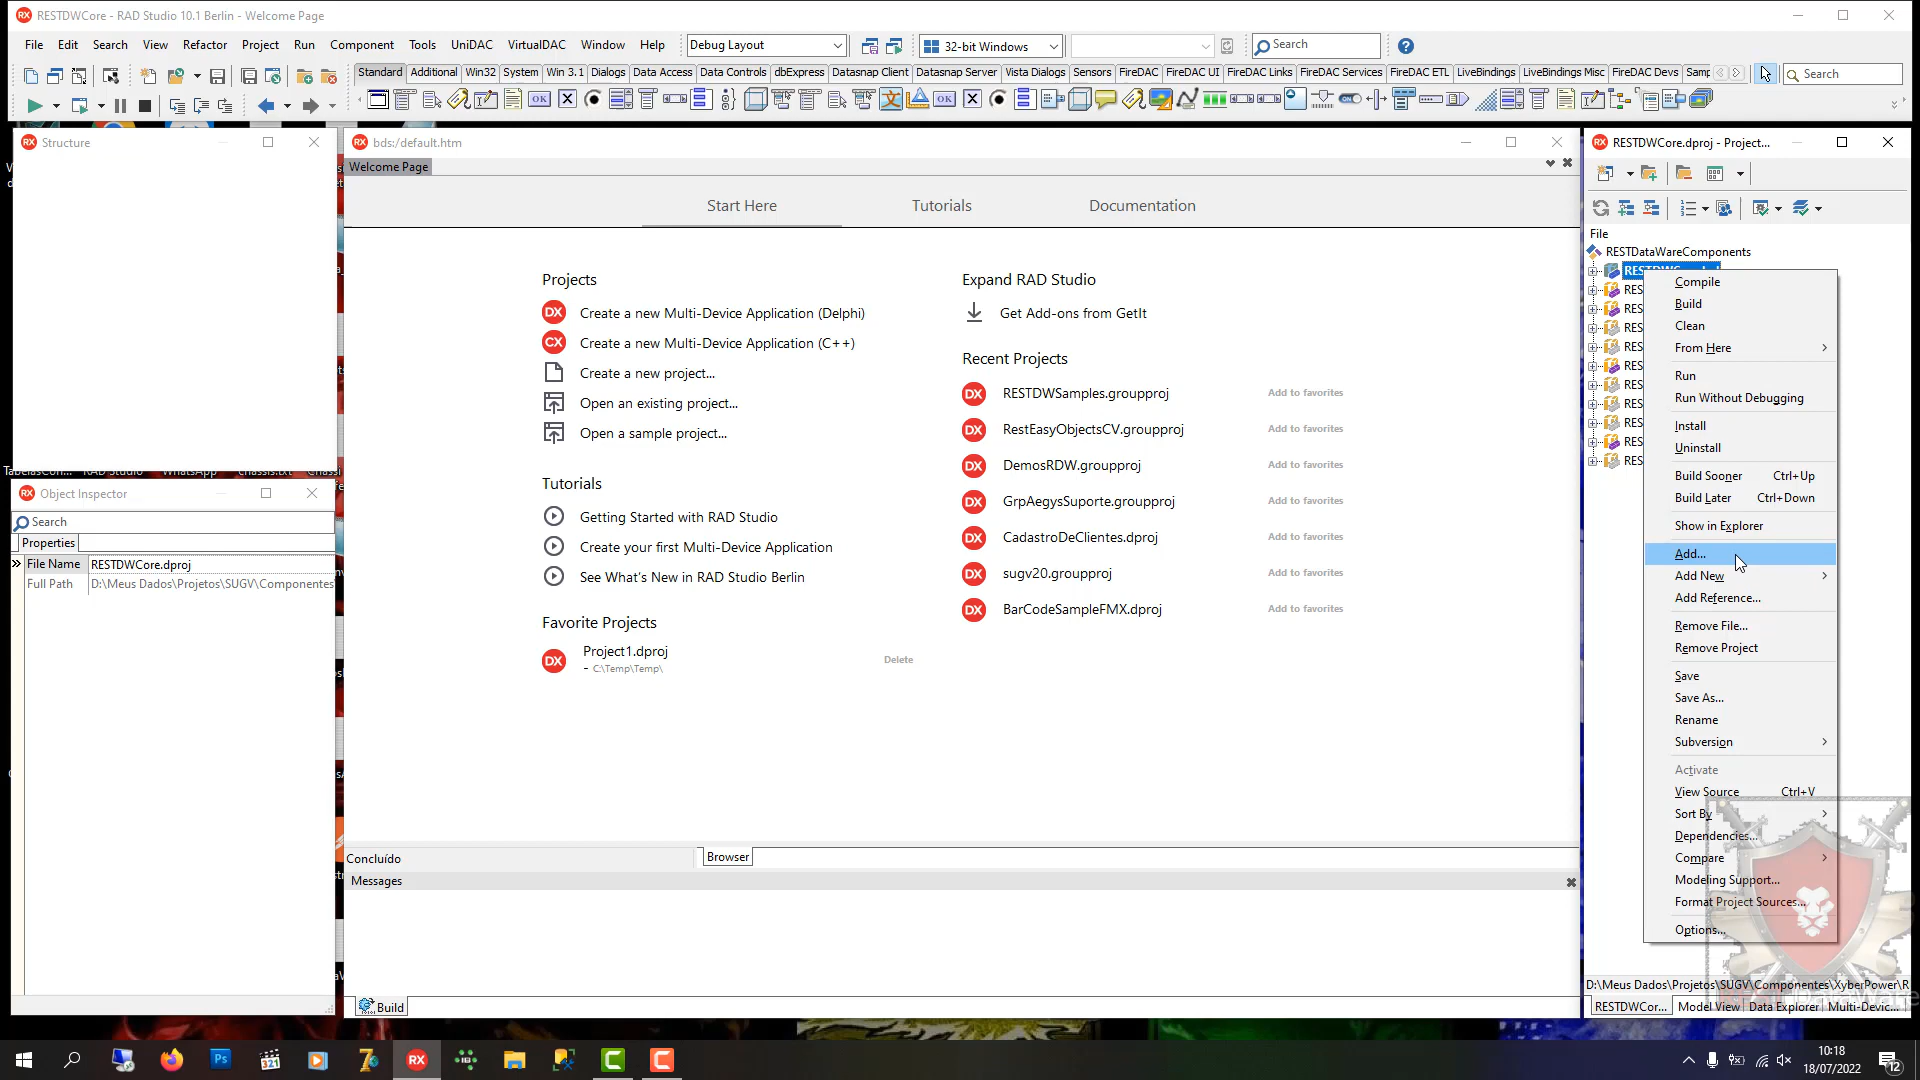 RESTDWCore - RAD Studio 10.1 Berlin - Welcome Page
File Edit Search View Refactor Project Run Component Tools UniDAC VirtualDAC Window Help Debug Layout 32-bit Windows Search
Standard Additional Win32 System Win 3.1 Dialogs Data Access Data Controls dbExpress Datasnap Client Datasnap Server Vista Dialogs Sensors FireDAC FireDAC UI FireDAC Links FireDAC Services FireDAC ETL LiveBindings LiveBindings Misc FireDAC Devs Samp Search
Structure
bds:/default.htm
Welcome Page
Start Here Tutorials Documentation
Projects
Create a new Multi-Device Application (Delphi)
Create a new Multi-Device Application (C++)
Create a new project...
Open an existing project...
Open a sample project...
Tutorials
Getting Started with RAD Studio
Create your first Multi-Device Application
See What's New in RAD Studio Berlin
Favorite Projects
Project1.dproj
- C:\Temp\Temp\
Delete
Expand RAD Studio
Get Add-ons from GetIt
Recent Projects
RESTDWSamples.groupproj Add to favorites
RestEasyObjectsCV.groupproj Add to favorites
DemosRDW.groupproj Add to favorites
GrpAegysSuporte.groupproj Add to favorites
CadastroDeClientes.dproj Add to favorites
sugv20.groupproj Add to favorites
BarCodeSampleFMX.dproj Add to favorites
Concluído
Browser
Messages
Build
Object Inspector
Search
Properties
File Name RESTDWCore.dproj
Full Path D:\Meus Dados\Projetos\SUGV\Componentes
RESTDWCore.dproj - Project...
File
RESTDataWareComponents
RES
RES
RES
RES
RES
RES
RES
RES
RES
RES
Compile
Build
Clean
From Here
Run
Run Without Debugging
Install
Uninstall
Build Sooner Ctrl+Up
Build Later Ctrl+Down
Show in Explorer
Add...
Add New
Add Reference...
Remove File...
Remove Project
Save
Save As...
Rename
Subversion
Activate
View Source Ctrl+V
Sort By
Dependencies...
Compare
Modeling Support...
Format Project Sources...
Options...
D:\Meus Dados\Projetos\SUGV\Componentes\XyberPower\R
RESTDWCor... Model View Data Explorer Multi-Devic...
10:18
18/07/2022
12